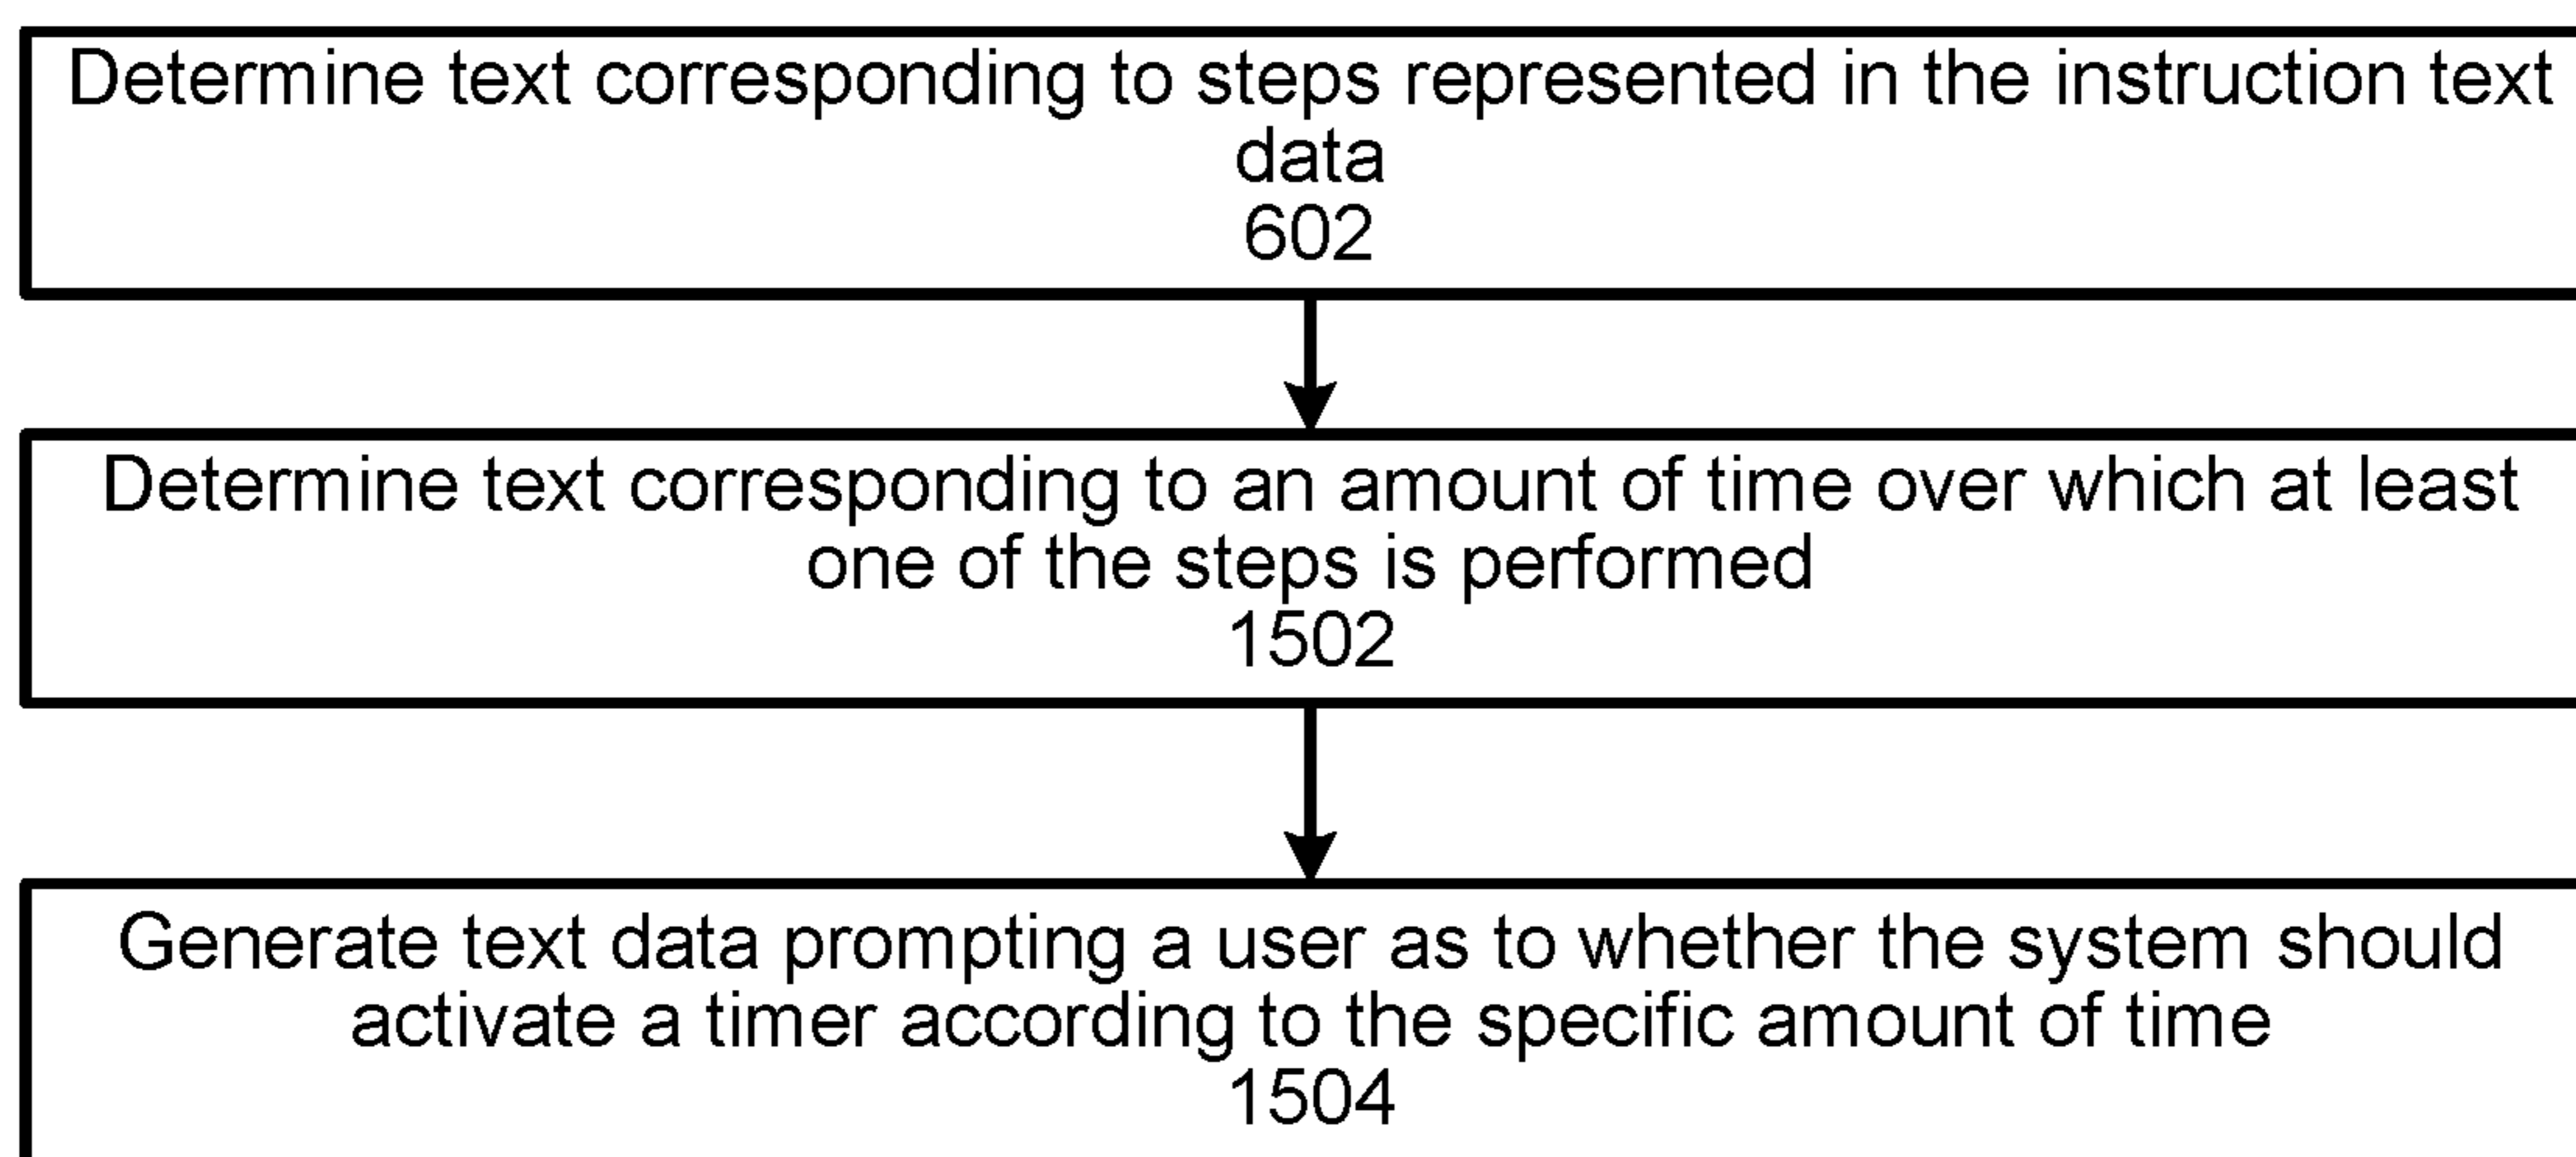 Determine text corresponding to steps represented in the instruction text
data
602
Determine text corresponding to an amount of time over which at least
one of the steps is performed
1502
Generate text data prompting a user as to whether the system should
activate a timer according to the specific amount of time
1504